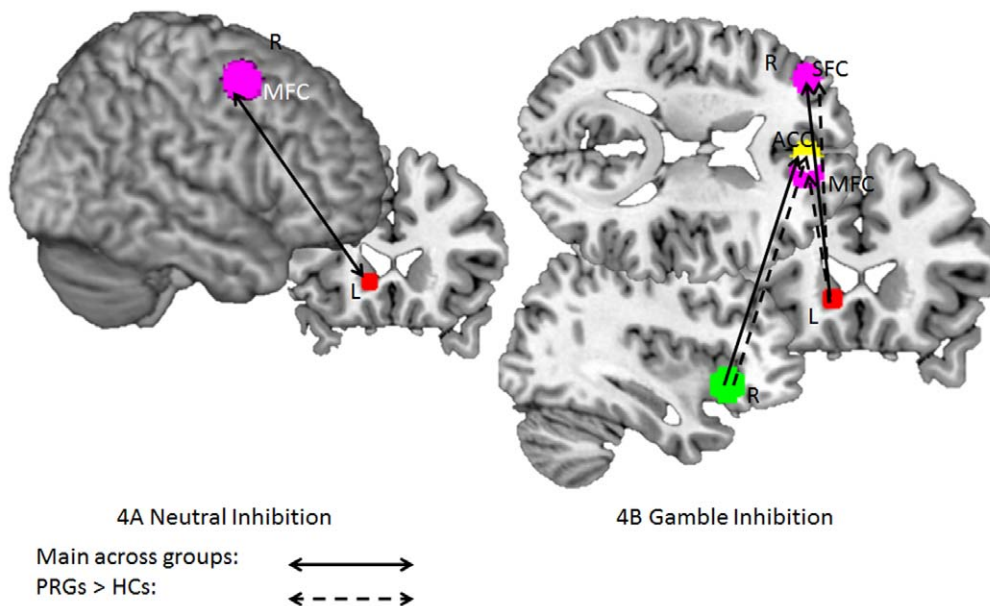 R
MFC
L
R
SFC
ACC
MFC
L
R
4A Neutral Inhibition
4B Gamble Inhibition
Main across groups:
PRGs > HCs: